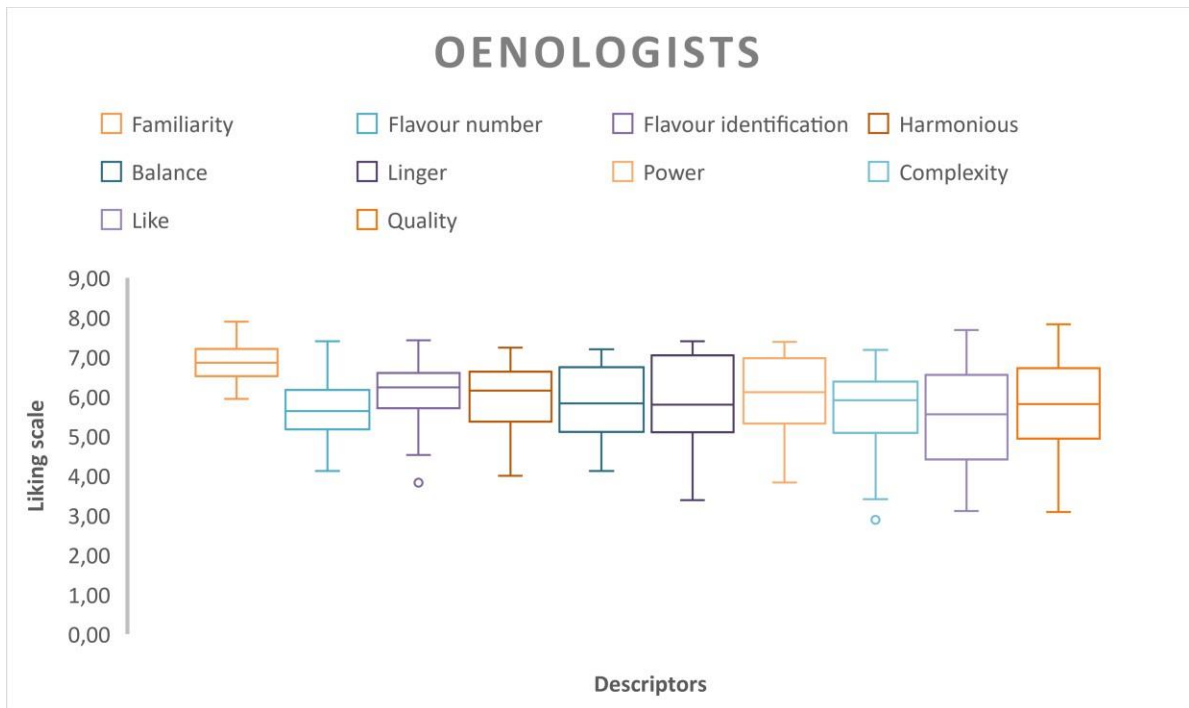 OENOLOGISTS
Familiarity Flavour number Flavour identification Harmonious
Balance Linger Power Complexity
Like Quality
9,00
8,00
7,00
6,00
5,00
4,00
3,00
2,00
1,00
0,00
Liking scale
Descriptors